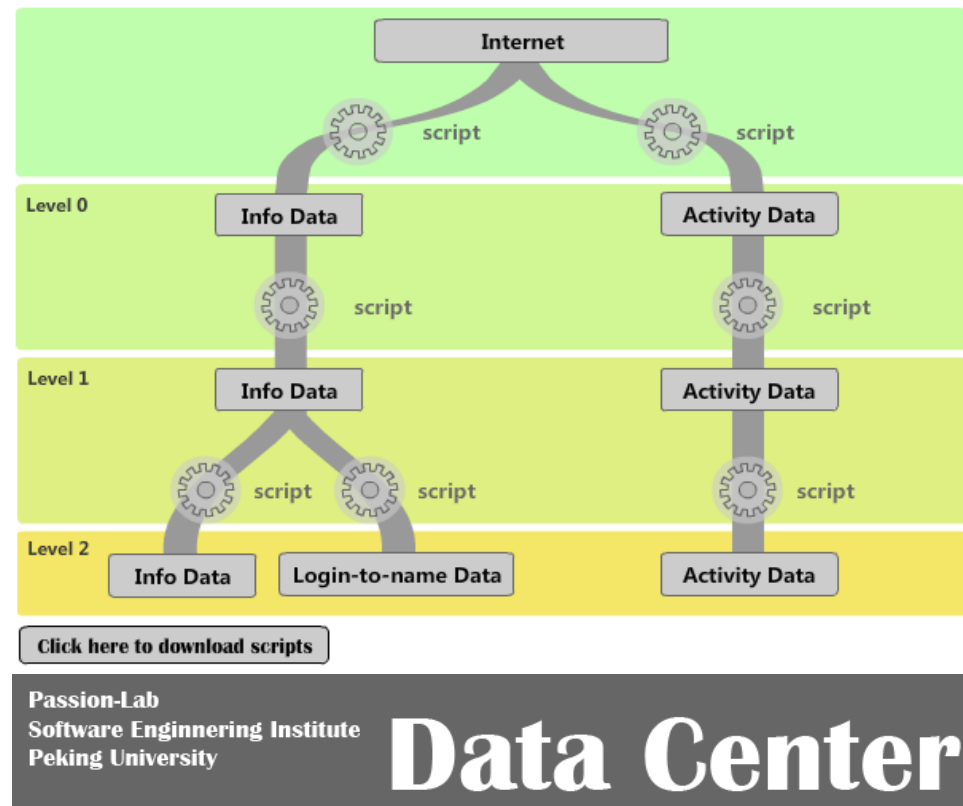 Internet
script
script
Level 0
Info Data
Activity Data
script
script
Level 1
Info Data
Activity Data
script
script
script
Level 2
Info Data
Login-to-name Data
Activity Data
Click here to download scripts
Passion-Lab
Software Enginnering Institute
Peking University
Data Center